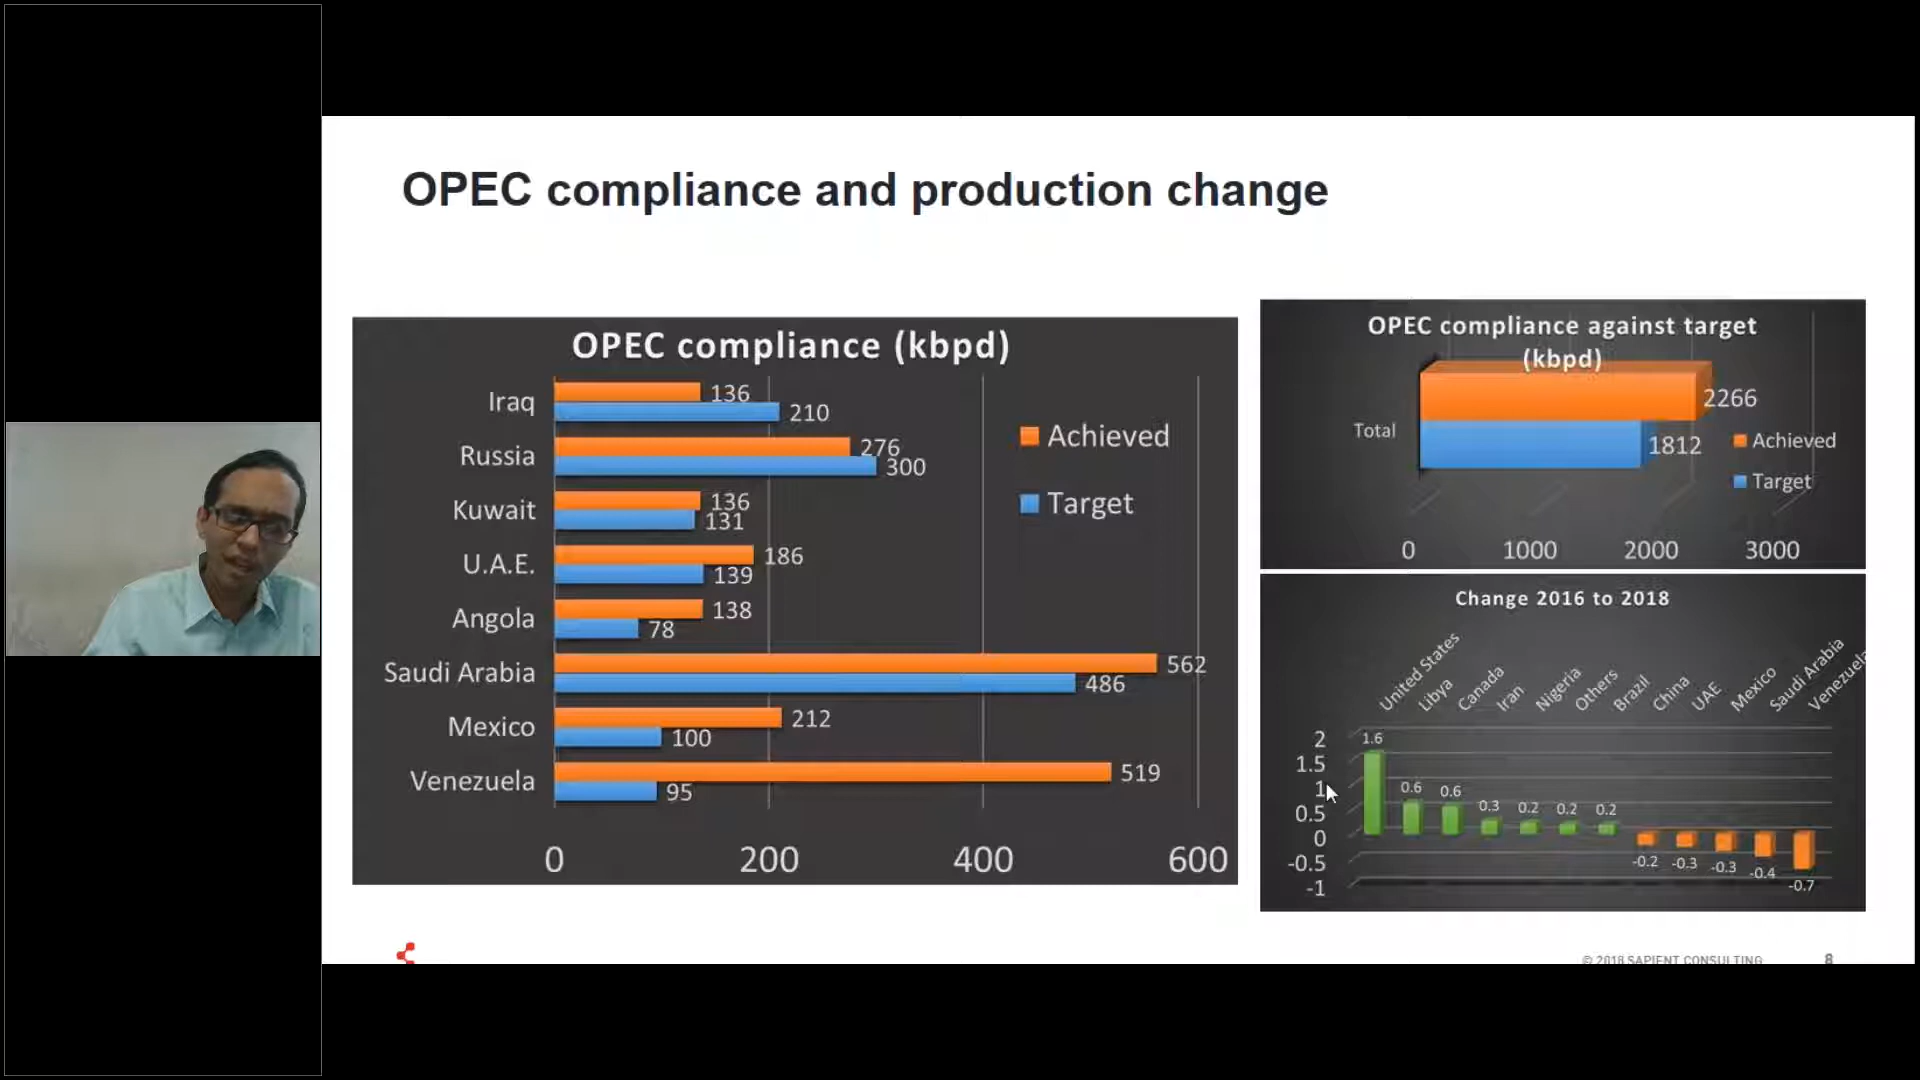 OPEC compliance and production change
OPEC compliance (kbpd)
Iraq
136
210
Russia
276
300
Kuwait
136
131
U.A.E.
186
139
Angola
138
78
Saudi Arabia
562
486
Mexico
212
100
Venezuela
519
95
Achieved
Target
0 200 400 600
OPEC compliance against target
(kbpd)
Total
2266
1812
Achieved
Target
0 1000 2000 3000
Change 2016 to 2018
United States
Libya
Canada
Iran
Nigeria
Others
Brazil
China
UAE
Mexico
Saudi Arabia
Venezuela
2
1.5
1
0.5
0
-0.5
-1
1.6
0.6
0.6
0.3
0.2
0.2
0.2
-0.2
-0.3
-0.3
-0.4
-0.7
© 2018 SAPIENT CONSULTING 8